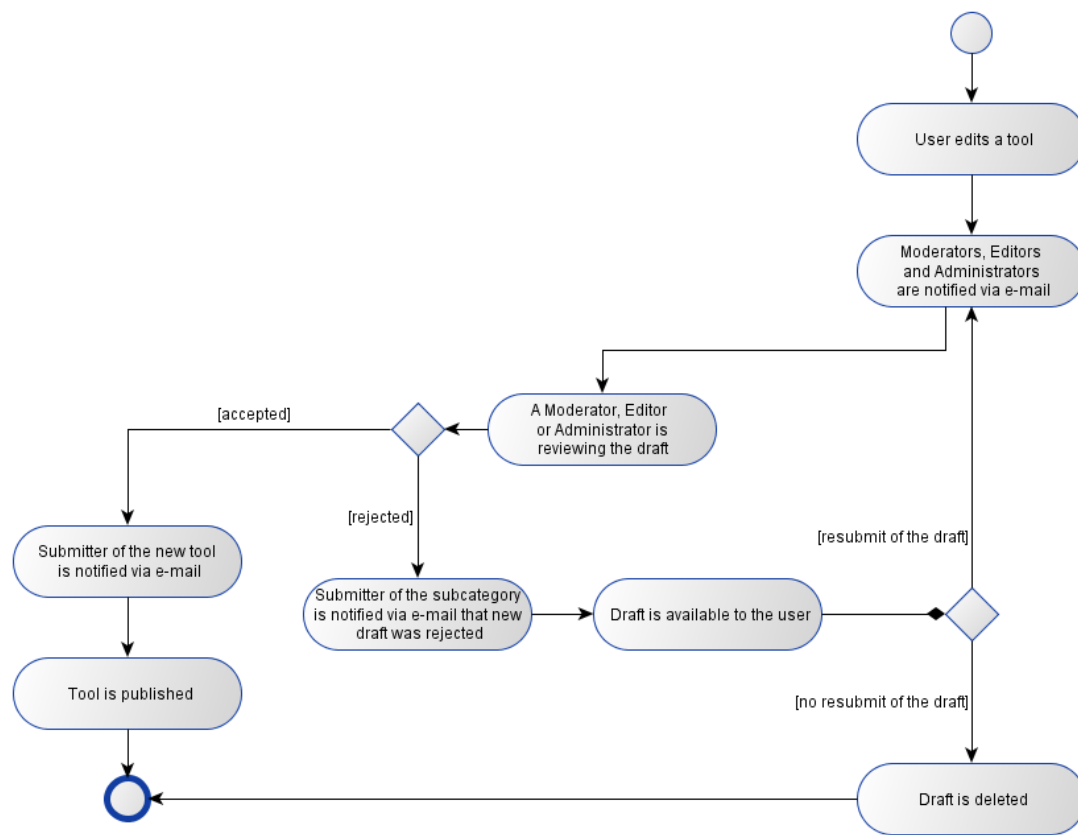 User edits a tool
Moderators, Editors
and Administrators
are notified via e-mail
A Moderator, Editor
or Administrator is
reviewing the draft
[accepted]
[rejected]
Submitter of the new tool
is notified via e-mail
Submitter of the subcategory
is notified via e-mail that new
draft was rejected
Draft is available to the user
[resubmit of the draft]
[no resubmit of the draft]
Tool is published
Draft is deleted